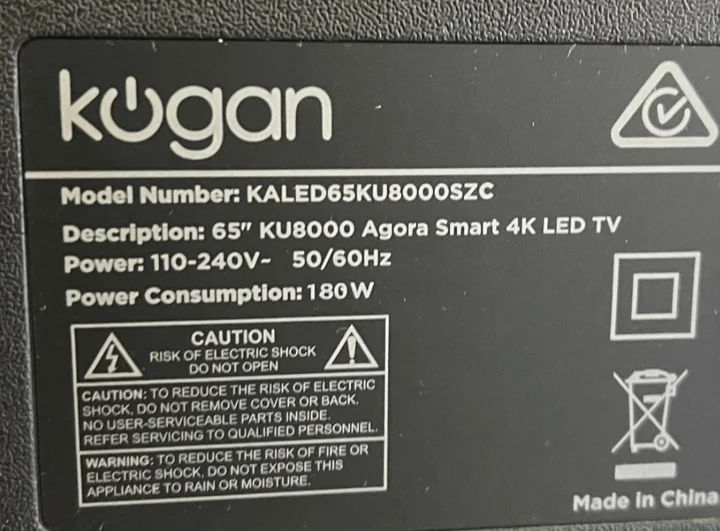 kogan
Model Number: KALED65KU8000SZC
Description: 65" KU8000 Agora Smart 4K LED TV
Power: 110-240V~ 50/60Hz
Power Consumption: 180W
CAUTION
RISK OF ELECTRIC SHOCK
DO NOT OPEN
CAUTION: TO REDUCE THE RISK OF ELECTRIC
SHOCK, DO NOT REMOVE COVER OR BACK.
NO USER-SERVICEABLE PARTS INSIDE.
REFER SERVICING TO QUALIFIED PERSONNEL.
WARNING: TO REDUCE THE RISK OF FIRE OR
ELECTRIC SHOCK, DO NOT EXPOSE THIS
APPLIANCE TO RAIN OR MOISTURE.
Made in China